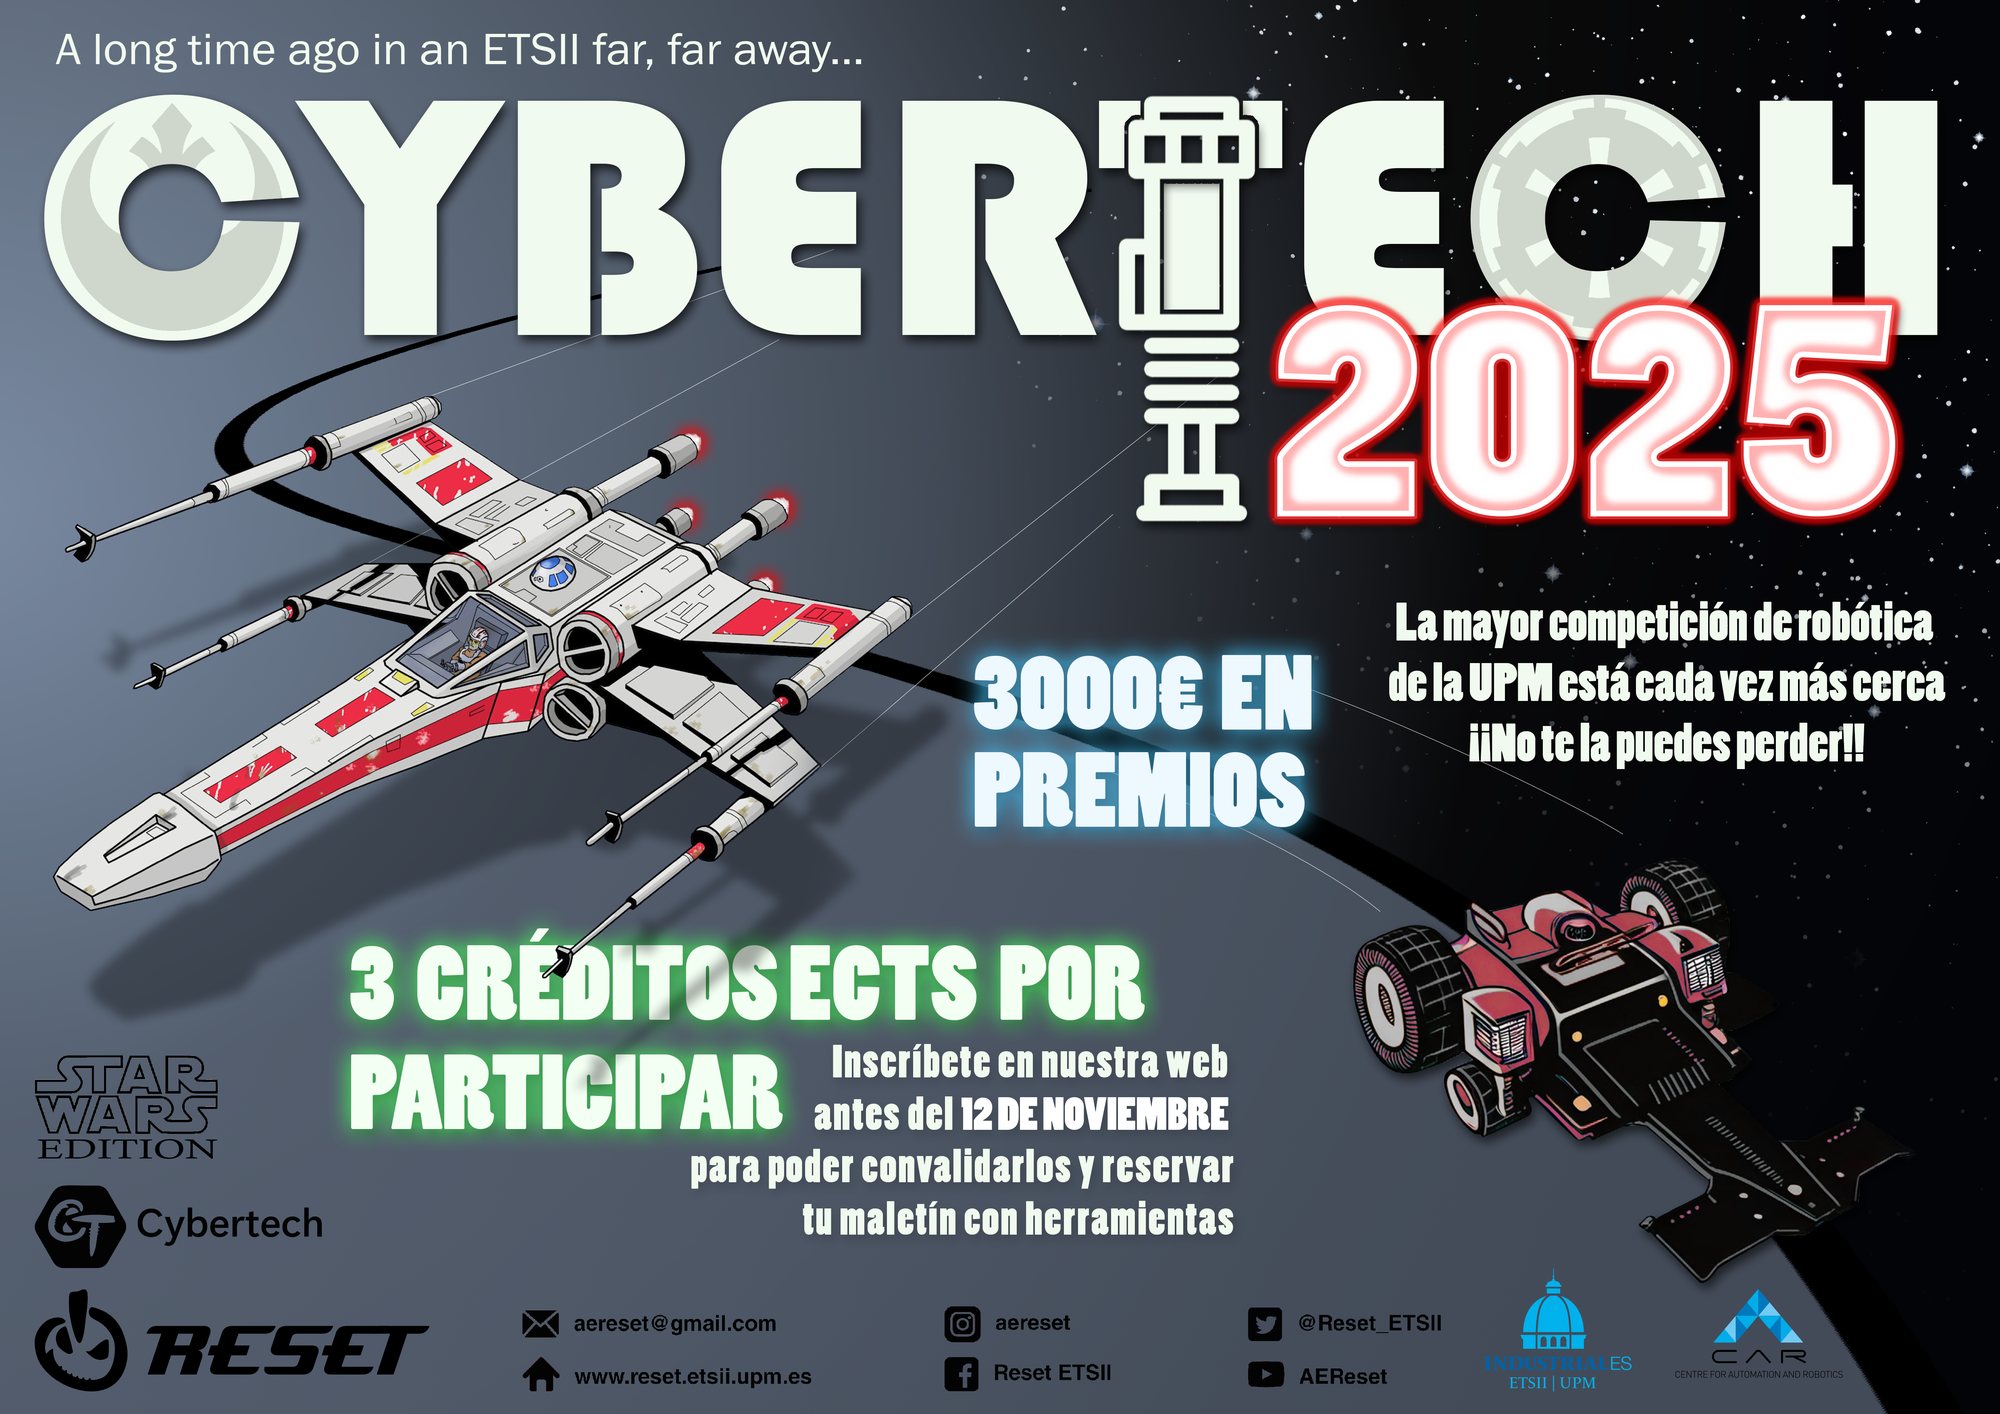 A long time ago in an ETSII far, far away...
CYBERTECH
2025
La mayor competición de robótica
de la UPM está cada vez más cerca
¡¡No te la puedes perder!!
3000€ EN
PREMIOS
3 CRÉDITOS ECTS POR
PARTICIPAR
Inscríbete en nuestra web
antes del 12 DE NOVIEMBRE
para poder convalidarlos y reservar
tu maletín con herramientas
STAR
WARS
EDITION
CT Cybertech
RESET
aereset@gmail.com
www.reset.etsii.upm.es
aereset
Reset ETSII
@Reset_ETSII
AEReset
INDUSTRIALES
ETSII | UPM
CAR
CENTRE FOR AUTOMATION AND ROBOTICS